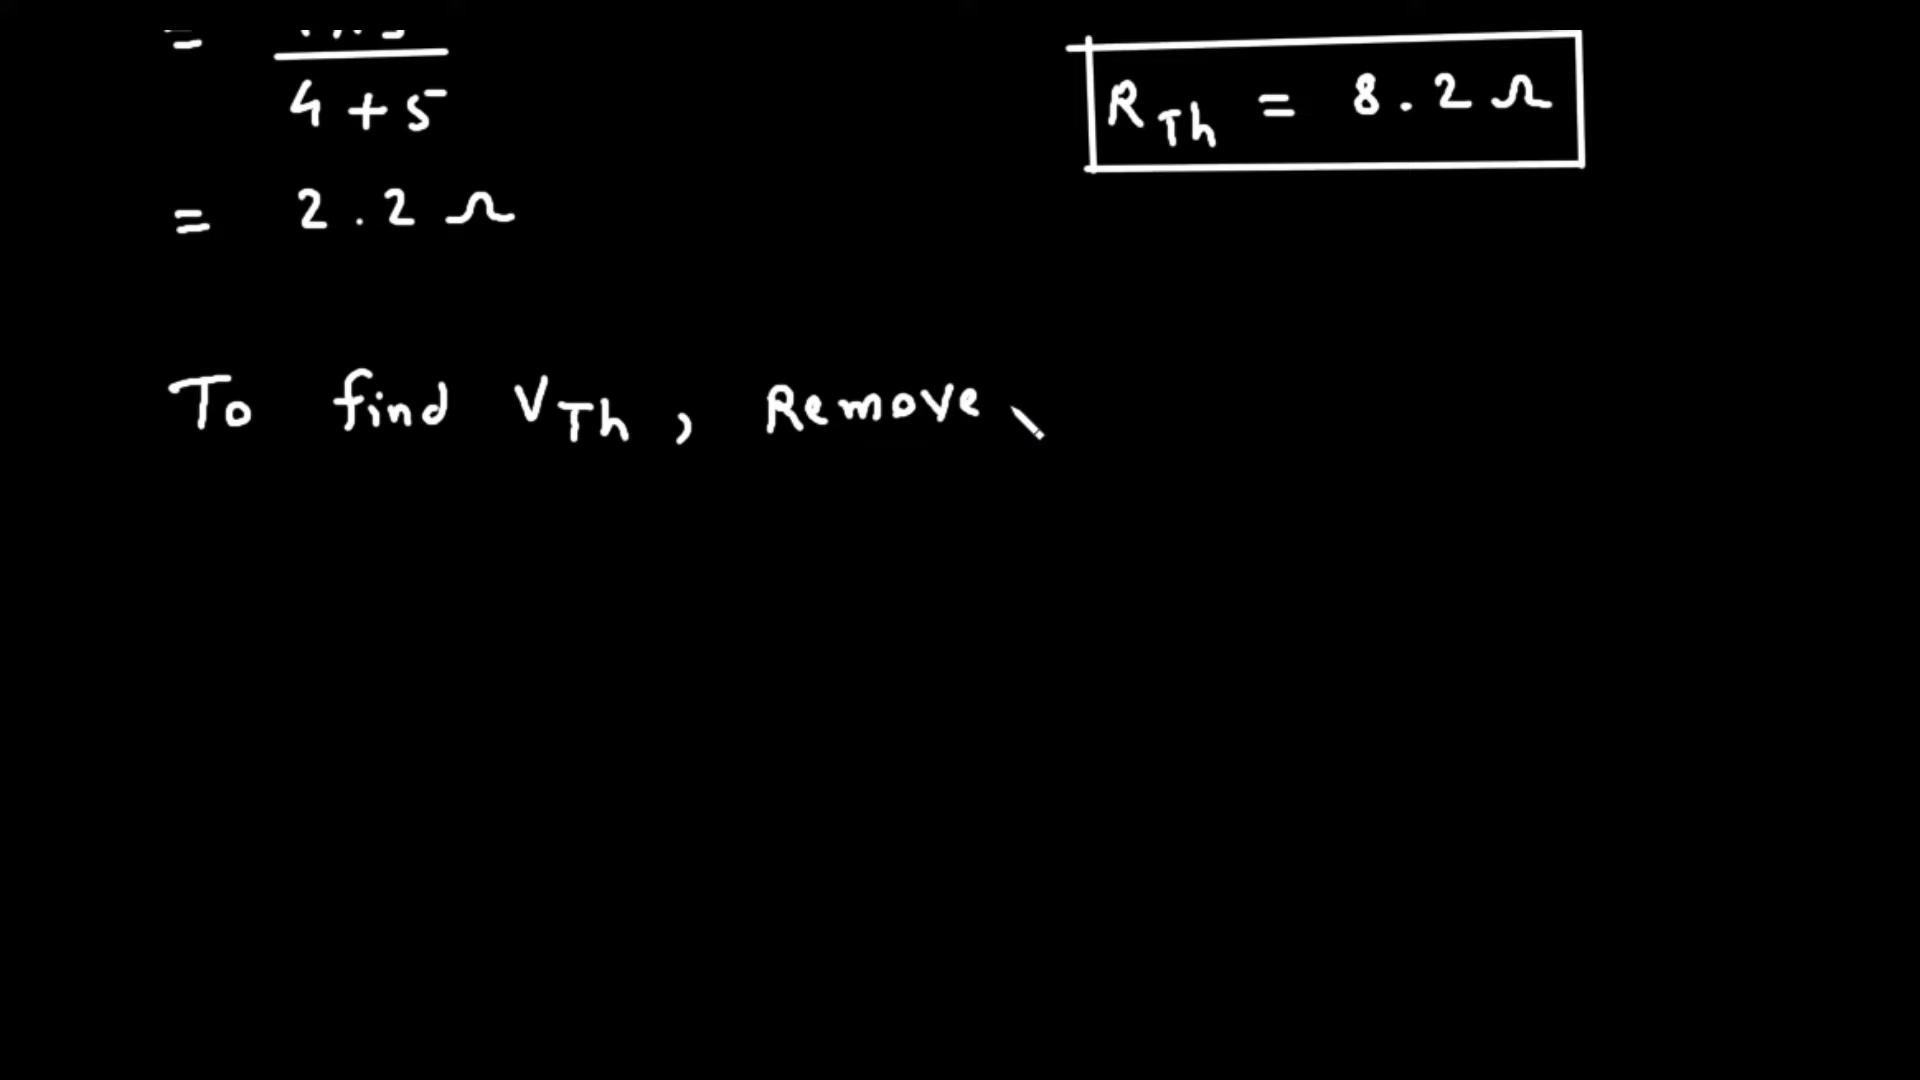 =
4 + 5
= 2.2 Ω
R_Th = 8.2 Ω
To find V_Th, Remove